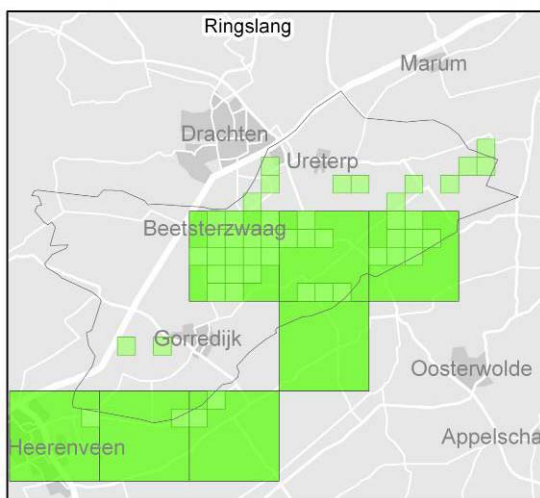 Ringslang
Marum
Drachten
Ureterp
Beetsterzwaag
Gorredijk
Oosterwolde
Heerenveen
Appelscha